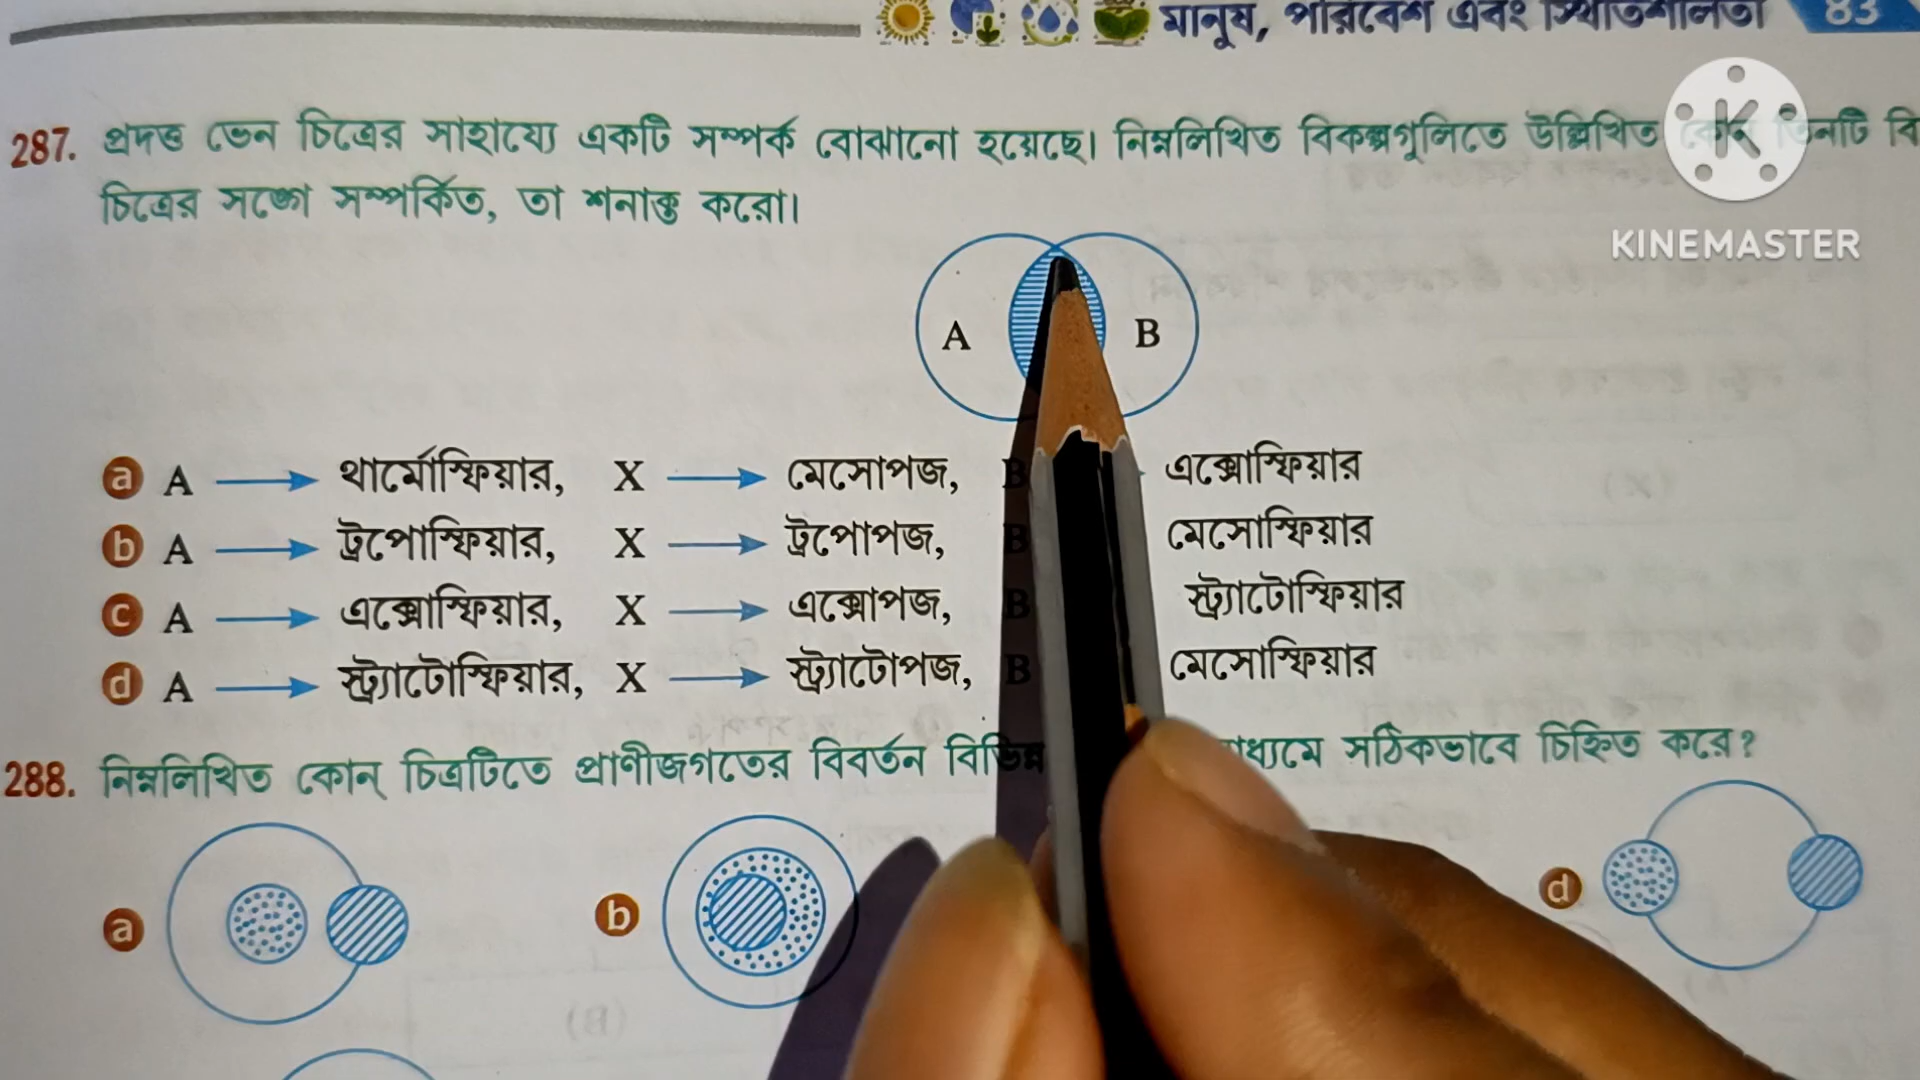 মানুষ, পরিবেশ এবং স্থিতিশীলতা 83
287. প্রদত্ত ভেন চিত্রের সাহায্যে একটি সম্পর্ক বোঝানো হয়েছে। নিম্নলিখিত বিকল্পগুলিতে উল্লিখিত কোন্ তিনটি বি
চিত্রের সঙ্গে সম্পর্কিত, তা শনাক্ত করো।
KINEMASTER
A B
a A থার্মোস্ফিয়ার, X মেসোপজ, B এক্সোস্ফিয়ার
b A ট্রপোস্ফিয়ার, X ট্রপোপজ, B মেসোস্ফিয়ার
c A এক্সোস্ফিয়ার, X এক্সোপজ, B স্ট্র্যাটোস্ফিয়ার
d A স্ট্র্যাটোস্ফিয়ার, X স্ট্র্যাটোপজ, B মেসোস্ফিয়ার
288. নিম্নলিখিত কোন্ চিত্রটিতে প্রাণীজগতের বিবর্তন বিভিন্ন মাধ্যমে সঠিকভাবে চিহ্নিত করে?
a b d